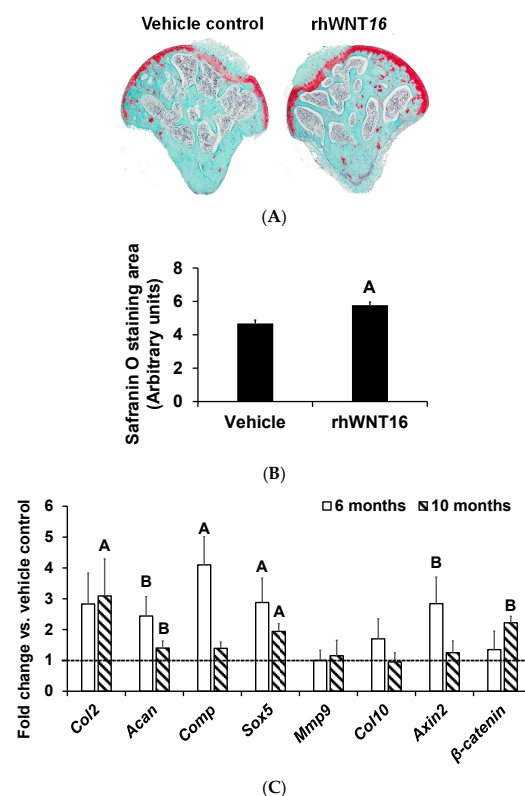 Vehicle control rhWNT16
(A)
Safranin O staining area
(Arbitrary units)
8
6
4
2
0
A
Vehicle rhWNT16
(B)
Fold change vs. vehicle control
6
5
4
3
2
1
0
6 months 10 months
A B B A A A B B
Col2 Acan Comp Sox5 Mmp9 Col10 Axin2 β-catenin
(C)